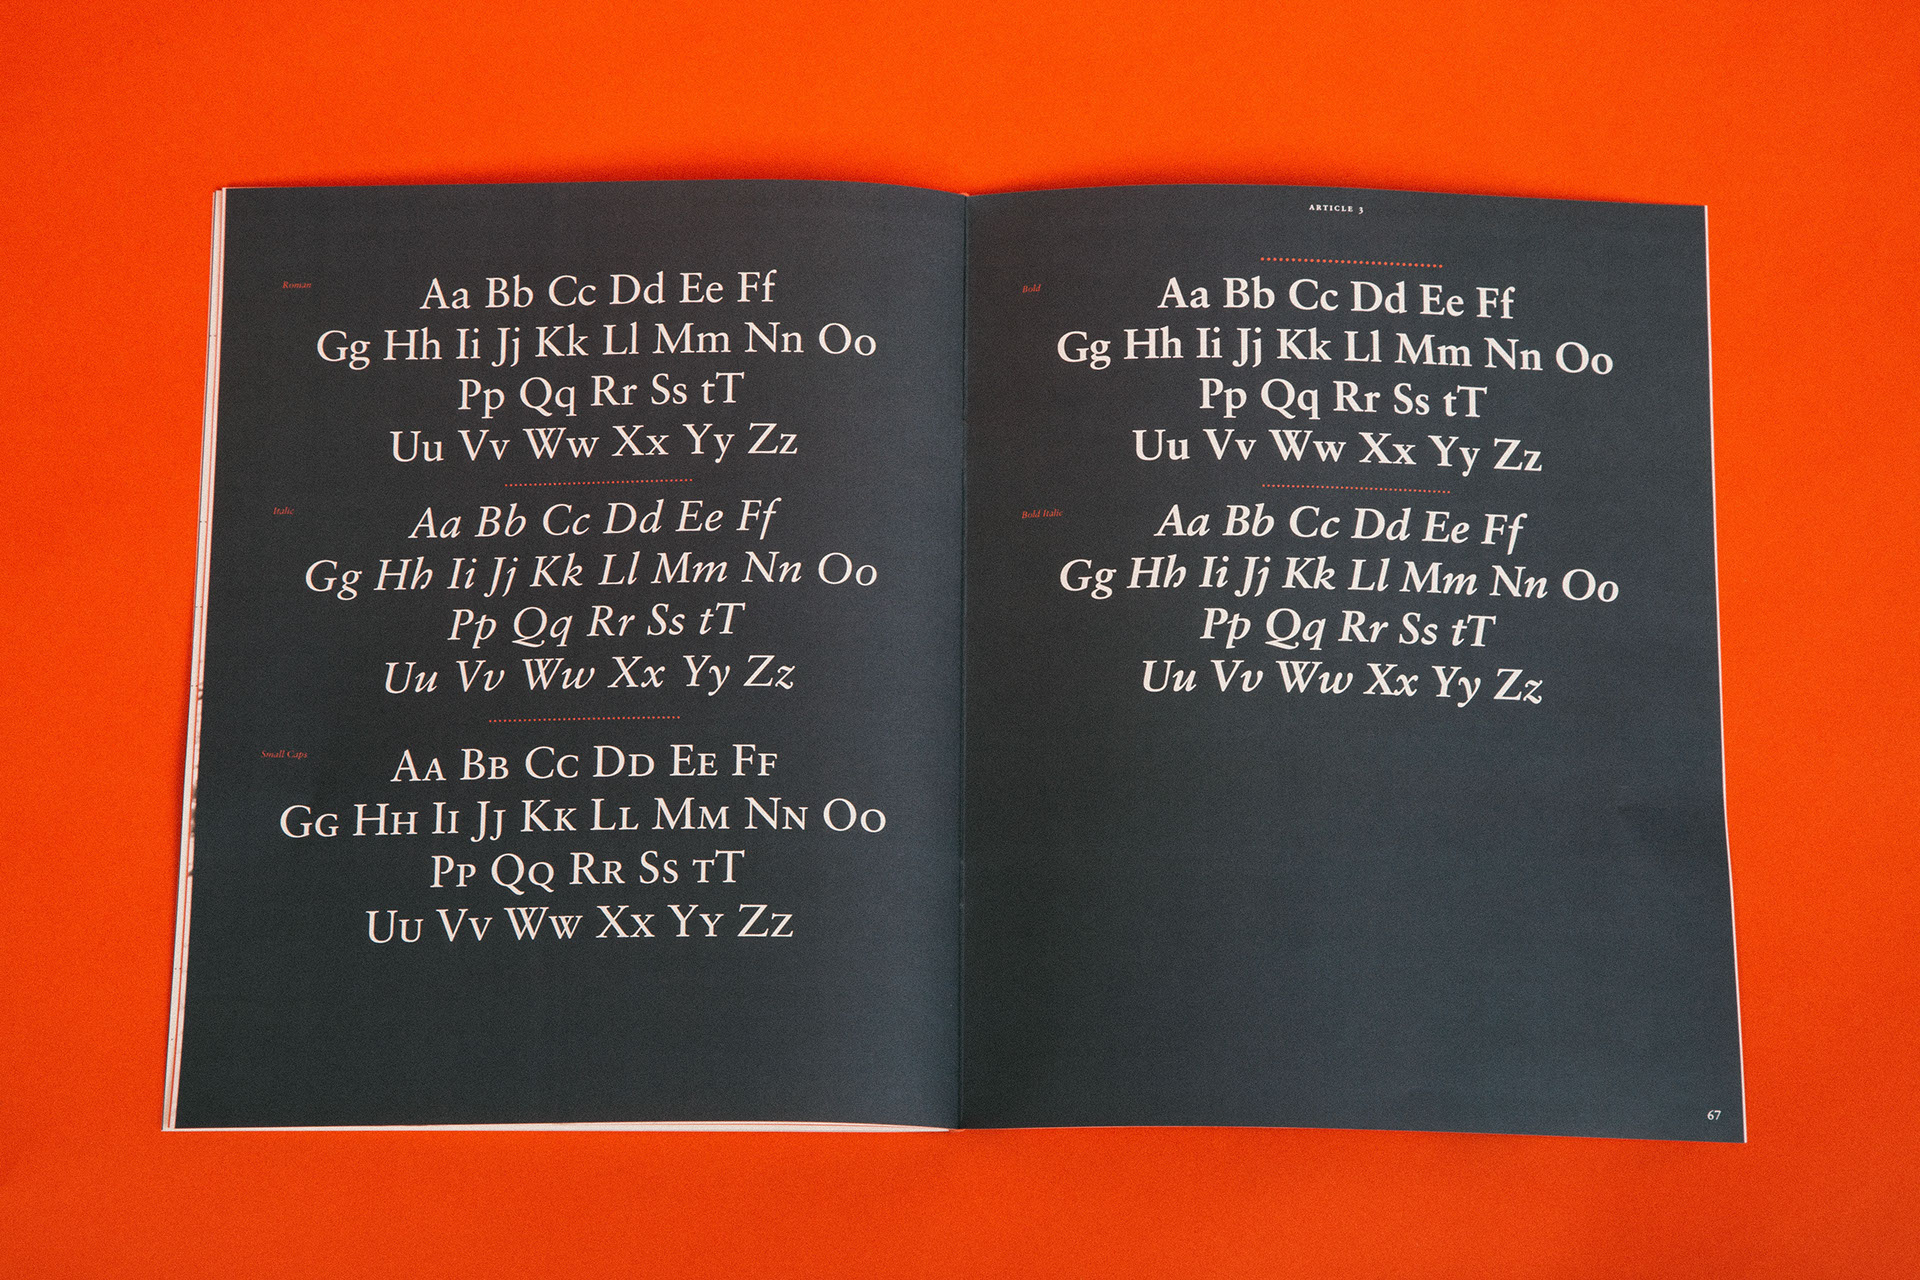 Roman
Aa Bb Cc Dd Ee Ff
Gg Hh Ii Jj Kk Ll Mm Nn Oo
Pp Qq Rr Ss tT
Uu Vv Ww Xx Yy Zz
Italic
Aa Bb Cc Dd Ee Ff
Gg Hh Ii Jj Kk Ll Mm Nn Oo
Pp Qq Rr Ss tT
Uu Vv Ww Xx Yy Zz
Small Caps
Aa Bb Cc Dd Ee Ff
Gg Hh Ii Jj Kk Ll Mm Nn Oo
Pp Qq Rr Ss tT
Uu Vv Ww Xx Yy Zz
ARTICLE 3
Bold
Aa Bb Cc Dd Ee Ff
Gg Hh Ii Jj Kk Ll Mm Nn Oo
Pp Qq Rr Ss tT
Uu Vv Ww Xx Yy Zz
Bold Italic
Aa Bb Cc Dd Ee Ff
Gg Hh Ii Jj Kk Ll Mm Nn Oo
Pp Qq Rr Ss tT
Uu Vv Ww Xx Yy Zz
67